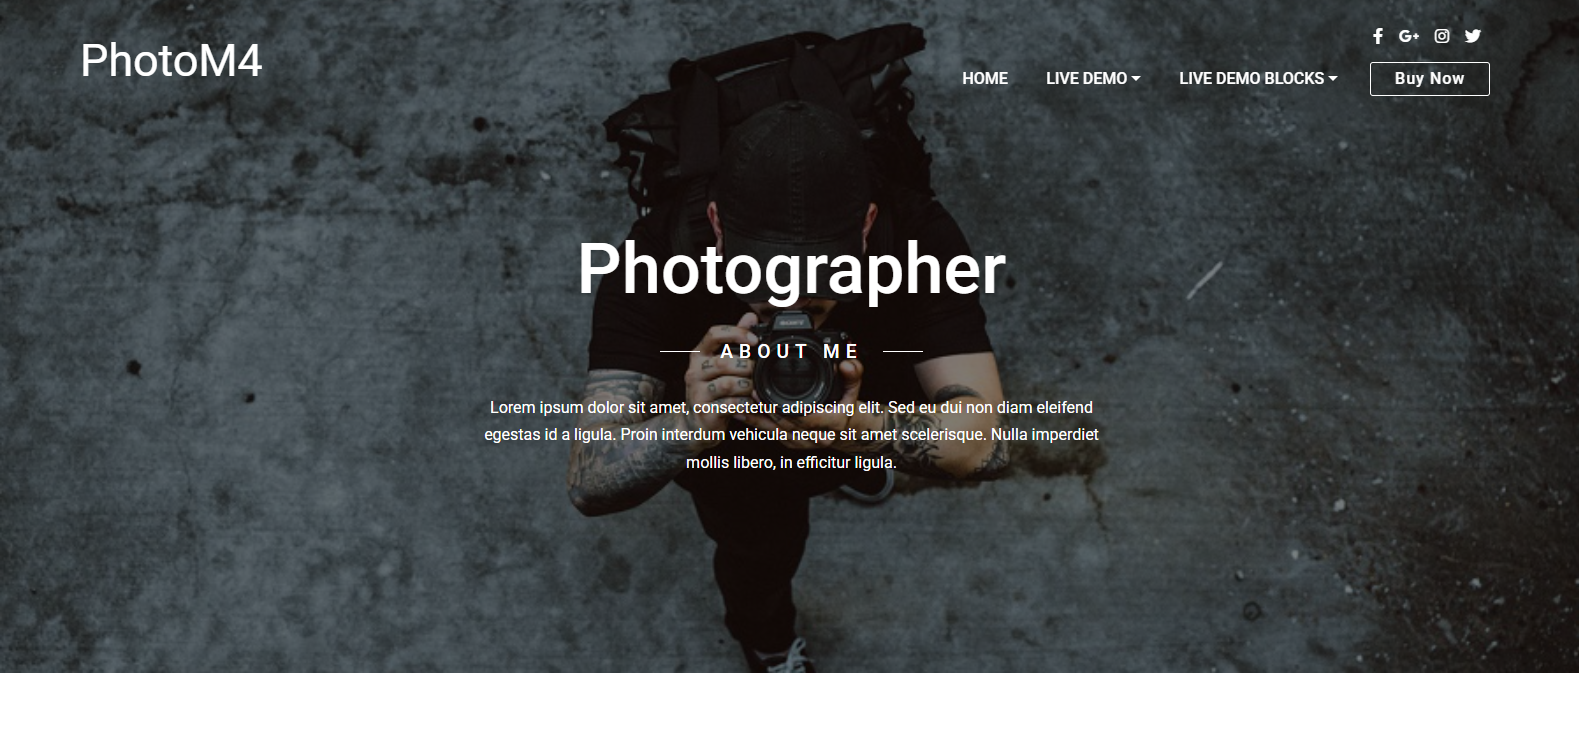 PhotoM4
HOME
LIVE DEMO
LIVE DEMO BLOCKS
Buy Now
Photographer
SONY
ABOUT ME
Lorem ipsum dolor sit amet, consectetur adipiscing elit. Sed eu dui non diam eleifend
egestas id a ligula. Proin interdum vehicula neque sit amet scelerisque. Nulla imperdiet
mollis libero, in efficitur ligula.